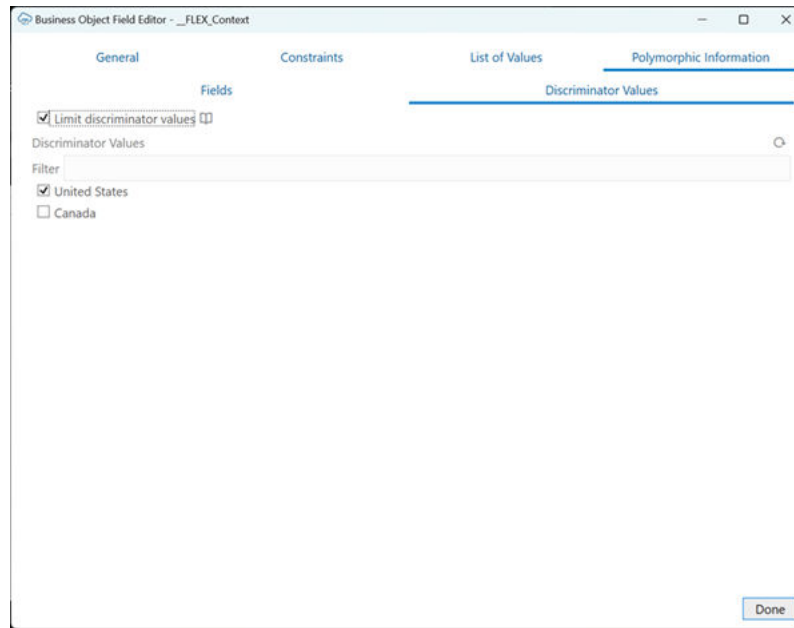 Business Object Field Editor - __FLEX_Context
General Constraints List of Values Polymorphic Information
Fields Discriminator Values
Limit discriminator values
Discriminator Values
Filter
United States
Canada
Done